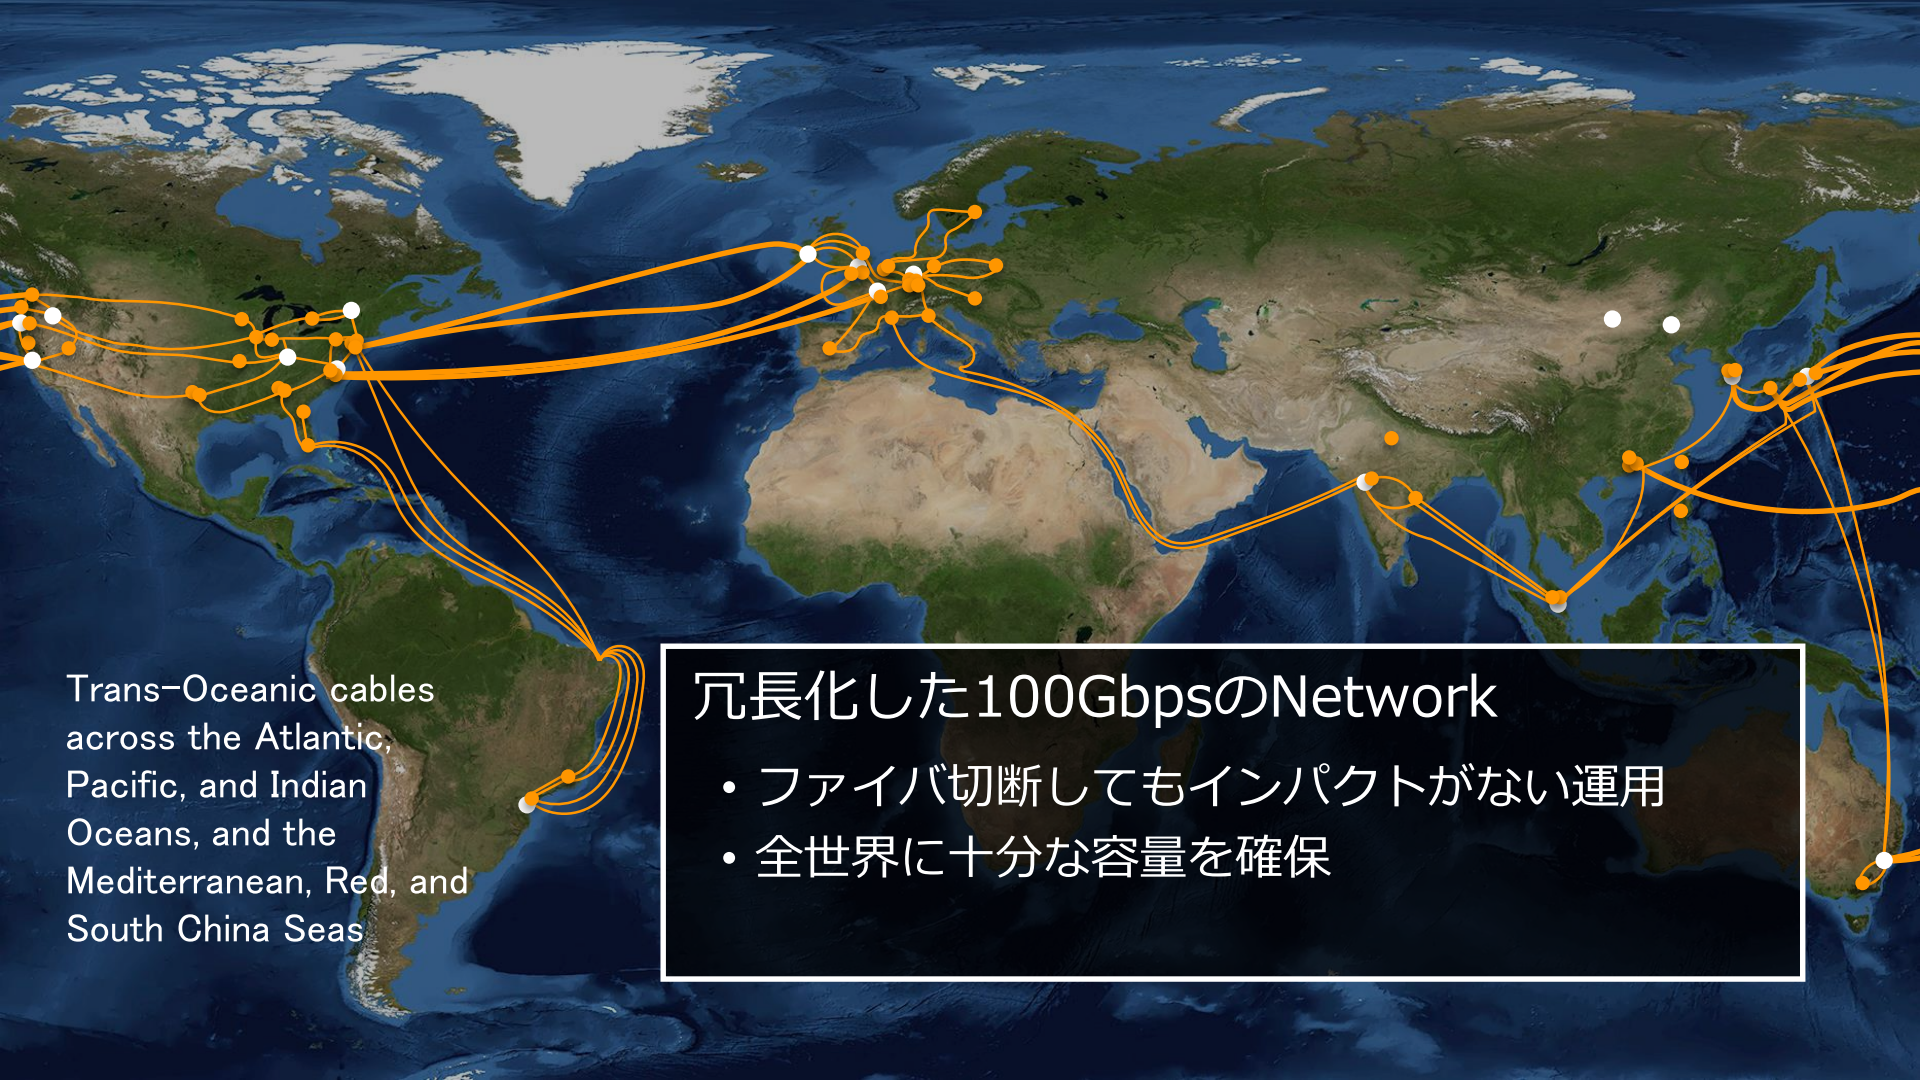 Trans-Oceanic cables
across the Atlantic,
Pacific, and Indian
Oceans, and the
Mediterranean, Red, and
South China Seas
冗長化した100GbpsのNetwork
• ファイバ切断してもインパクトがない運用
• 全世界に十分な容量を確保